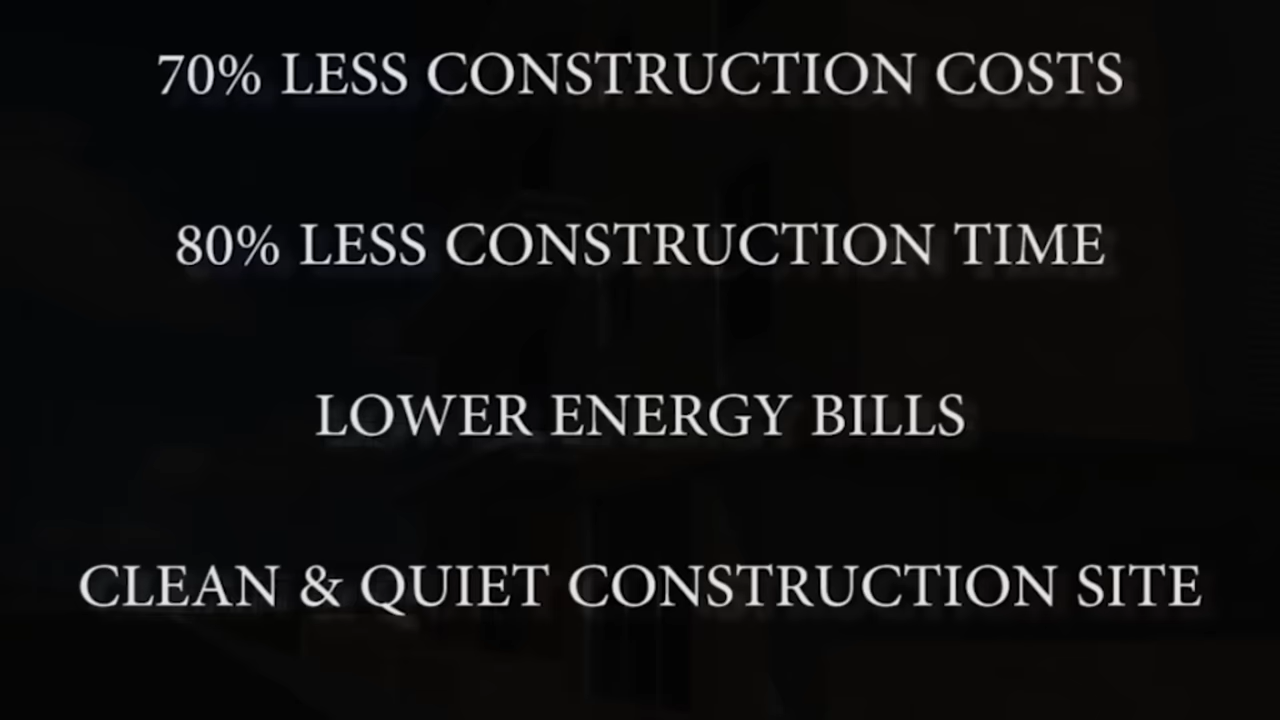 70% LESS CONSTRUCTION COSTS
80% LESS CONSTRUCTION TIME
LOWER ENERGY BILLS
CLEAN & QUIET CONSTRUCTION SITE